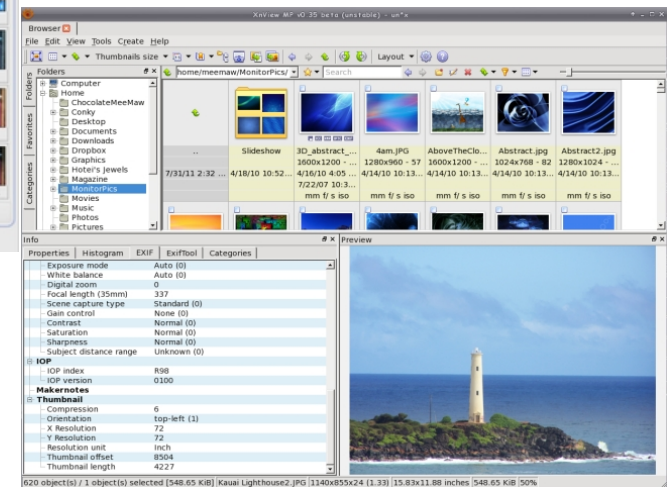 XnView MP v0.35 beta (unstable) - un*x
Browser
File Edit View Tools Create Help
Thumbnails size
Layout
Folders
home/meemaw/MonitorPics/
Search
Folders
Favorites
Categories
Computer
Home
ChocolateMeeMaw
Conky
Desktop
Documents
Downloads
Dropbox
Graphics
Hotei's Jewels
Magazine
MonitorPics
Movies
Music
Photos
Pictures
..
7/31/11 2:32 ...
Slideshow
4/18/10 10:52...
3D_abstract_...
1600x1200 - ...
4/16/10 4:05 ...
7/22/07 10:3...
mm f/ s iso
4am.JPG
1280x960 - 57
4/14/10 10:13...
mm f/ s iso
AboveTheClo...
1600x1200 - ...
4/14/10 10:13...
mm f/ s iso
Abstract.jpg
1024x768 - 82
4/14/10 10:13...
mm f/ s iso
Abstract2.jpg
1280x1024 - ...
4/14/10 10:13...
mm f/ s iso
Info
Properties Histogram EXIF ExifTool Categories
Exposure mode Auto (0)
White balance Auto (0)
Digital zoom 0
Focal length (35mm) 337
Scene capture type Standard (0)
Gain control None (0)
Contrast Normal (0)
Saturation Normal (0)
Sharpness Normal (0)
Subject distance range Unknown (0)
IOP
IOP index R98
IOP version 0100
Makernotes
Thumbnail
Compression 6
Orientation top-left (1)
X Resolution 72
Y Resolution 72
Resolution unit Inch
Thumbnail offset 8504
Thumbnail length 4227
Preview
620 object(s) / 1 object(s) selected [548.65 KiB] Kauai Lighthouse2.JPG 1140x855x24 (1.33) 15.83x11.88 inches 548.65 KiB 50%